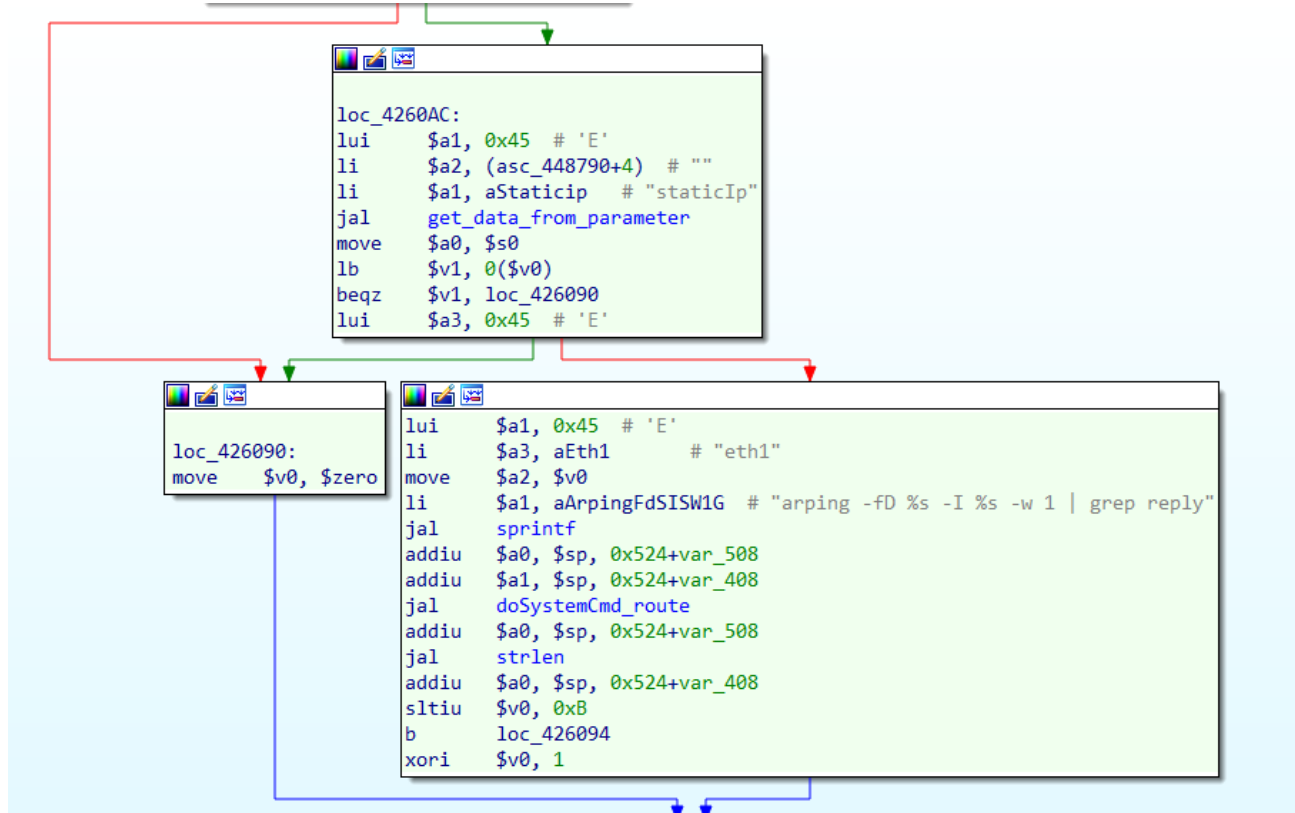 loc_4260AC:
lui $a1, 0x45 # 'E'
li $a2, (asc_448790+4) # ""
li $a1, aStaticip # "staticIp"
jal get_data_from_parameter
move $a0, $s0
lb $v1, 0($v0)
beqz $v1, loc_426090
lui $a3, 0x45 # 'E'
loc_426090:
move $v0, $zero
lui $a1, 0x45 # 'E'
li $a3, aEth1 # "eth1"
move $a2, $v0
li $a1, aArpingFdSISW1G # "arping -fD %s -I %s -w 1 | grep reply"
jal sprintf
addiu $a0, $sp, 0x524+var_508
addiu $a1, $sp, 0x524+var_408
jal doSystemCmd_route
addiu $a0, $sp, 0x524+var_508
jal strlen
addiu $a0, $sp, 0x524+var_408
sltiu $v0, 0xB
b loc_426094
xori $v0, 1